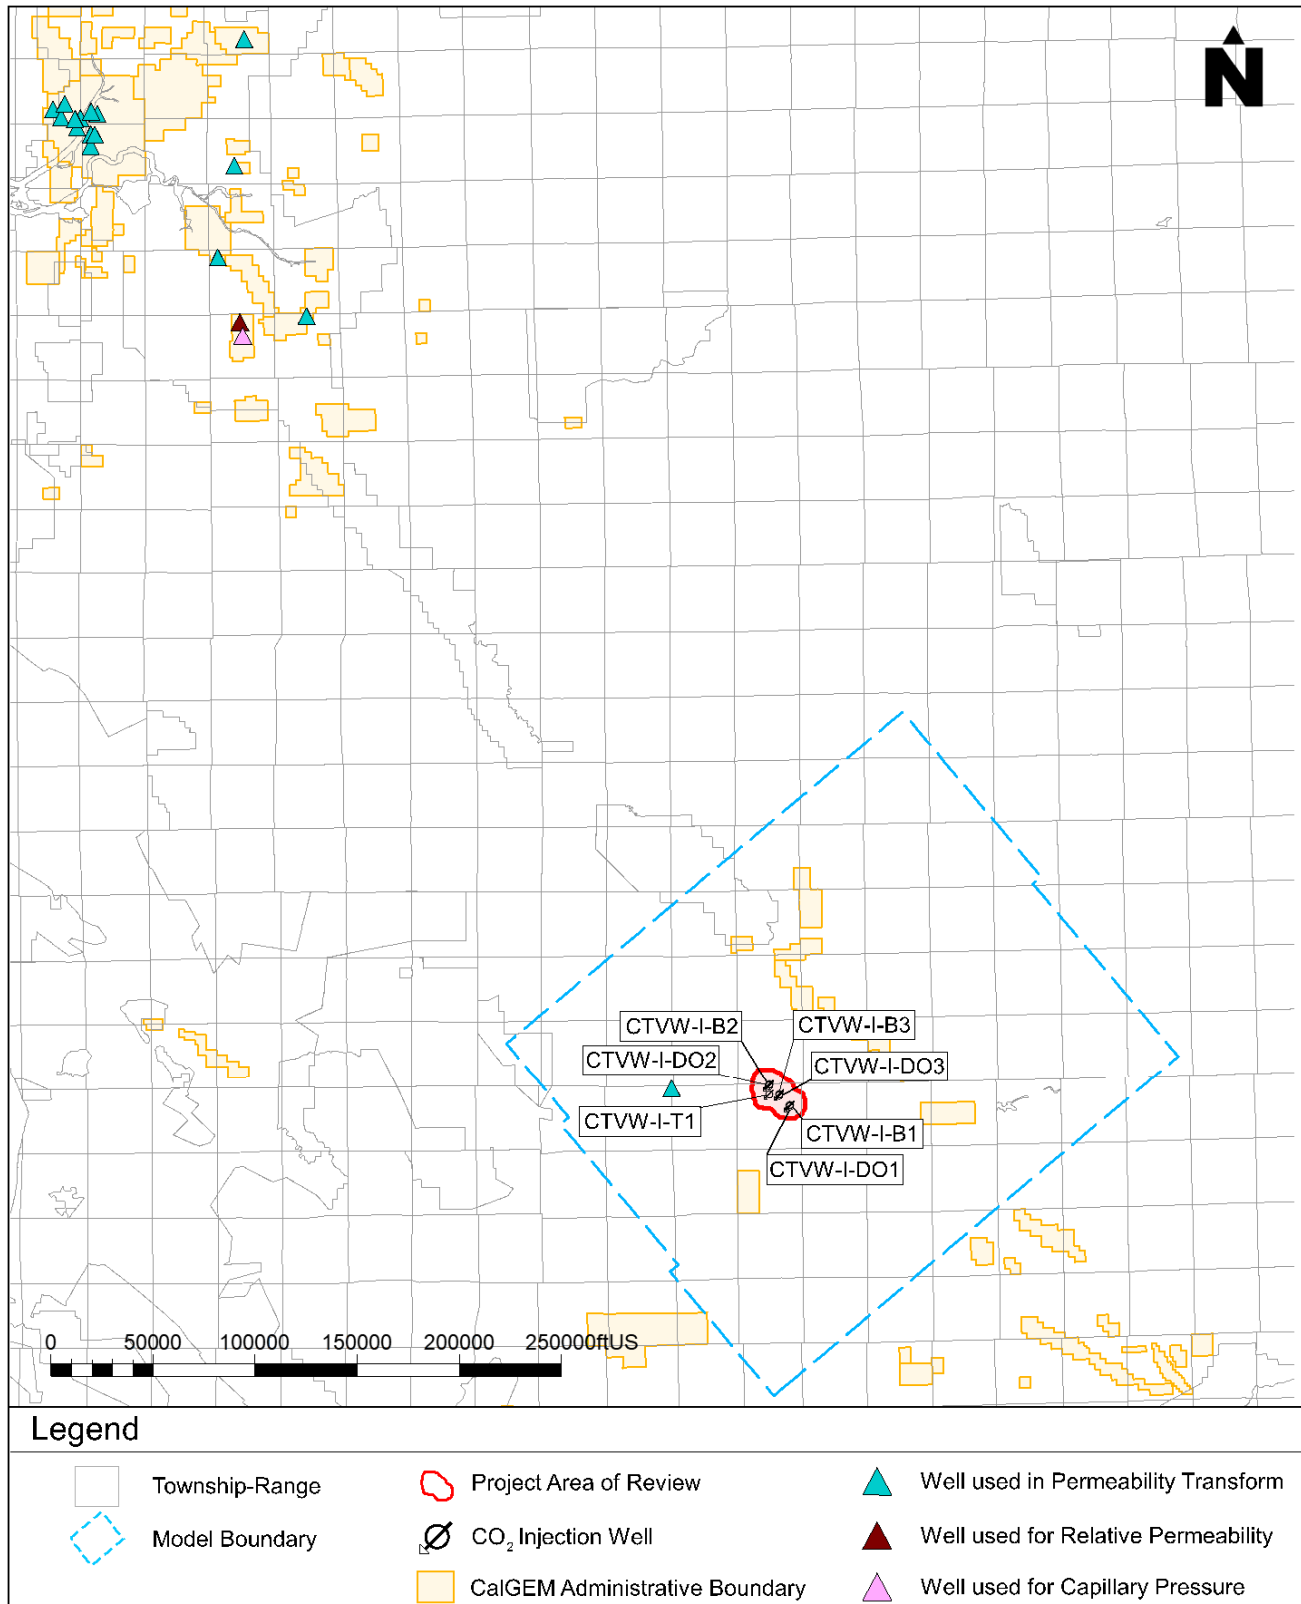 N
CTVW-I-B2
CTVW-I-B3
CTVW-I-DO2
CTVW-I-DO3
CTVW-I-T1
CTVW-I-B1
CTVW-I-DO1
0 50000 100000 150000 200000 250000ftUS
Legend
Township-Range
Project Area of Review
Well used in Permeability Transform
Model Boundary
CO₂ Injection Well
Well used for Relative Permeability
CalGEM Administrative Boundary
Well used for Capillary Pressure